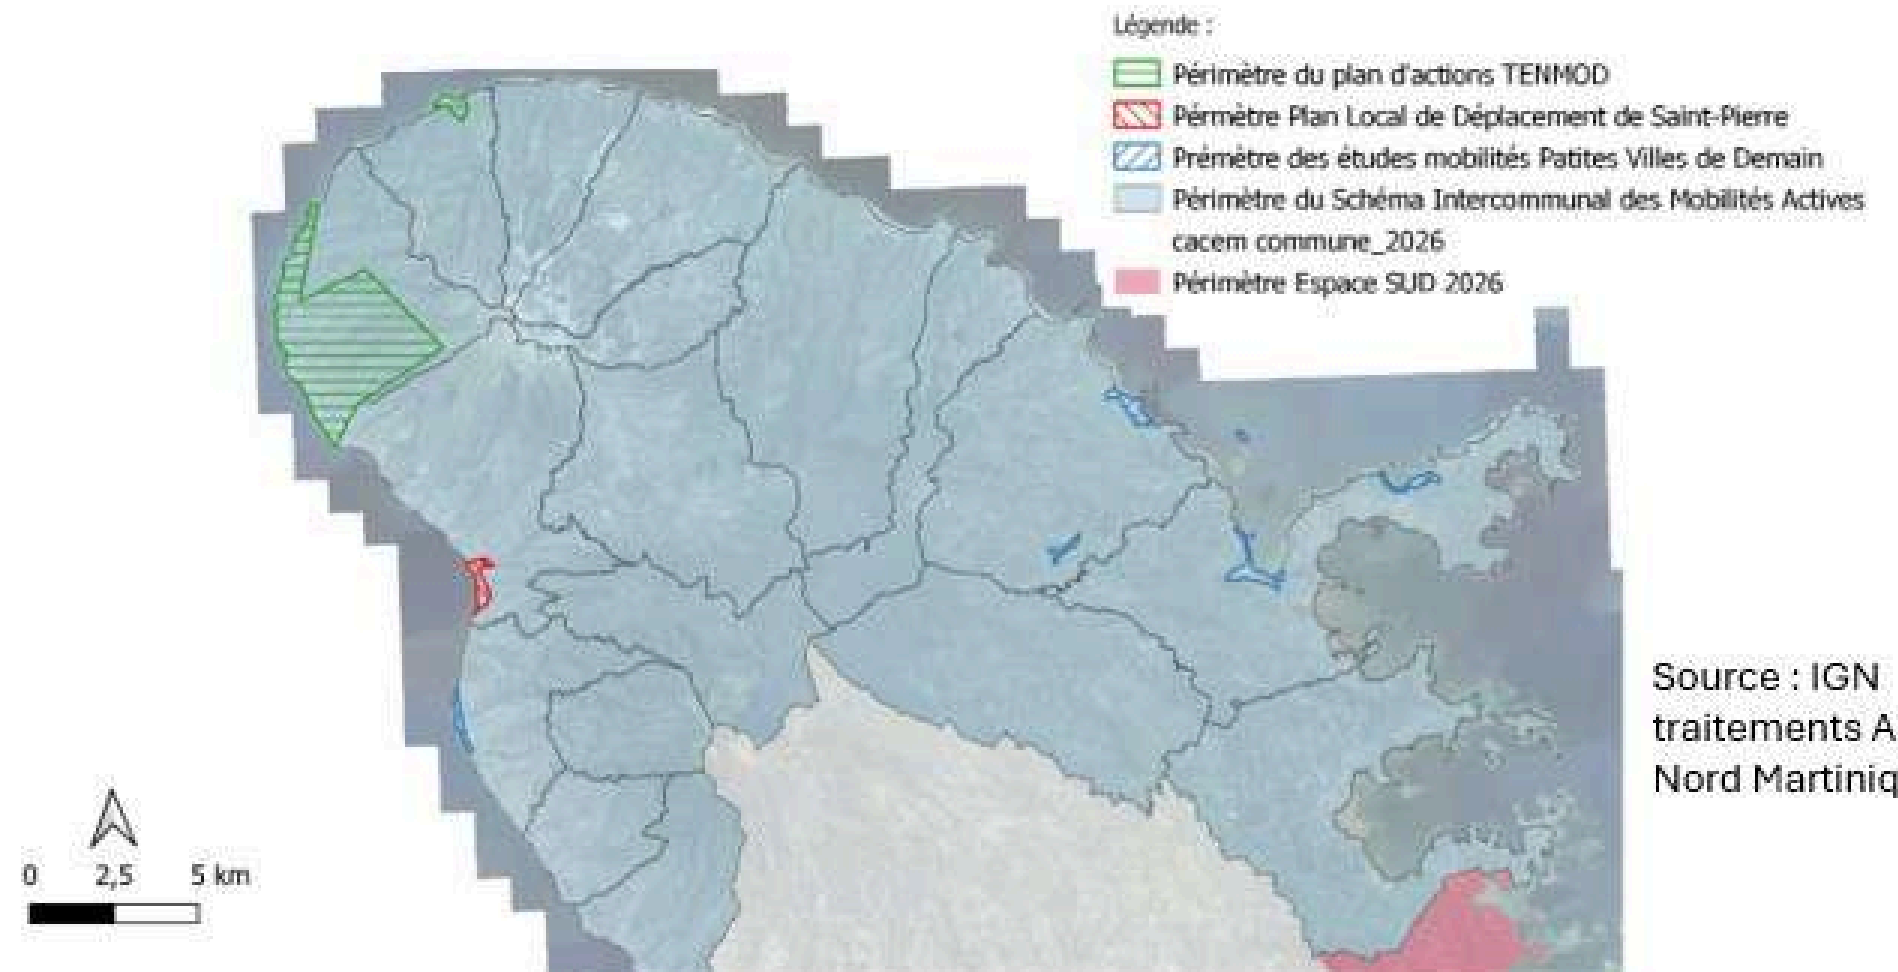 Légende :
Périmètre du plan d'actions TENMOD
Pérmètre Plan Local de Déplacement de Saint-Pierre
Prémètre des études mobilités Patites Villes de Demain
Périmètre du Schéma Intercommunal des Mobilités Actives
cacem commune_2026
Périmètre Espace SUD 2026
Source : IGN
traitements A
Nord Martiniq
0 2,5 5 km